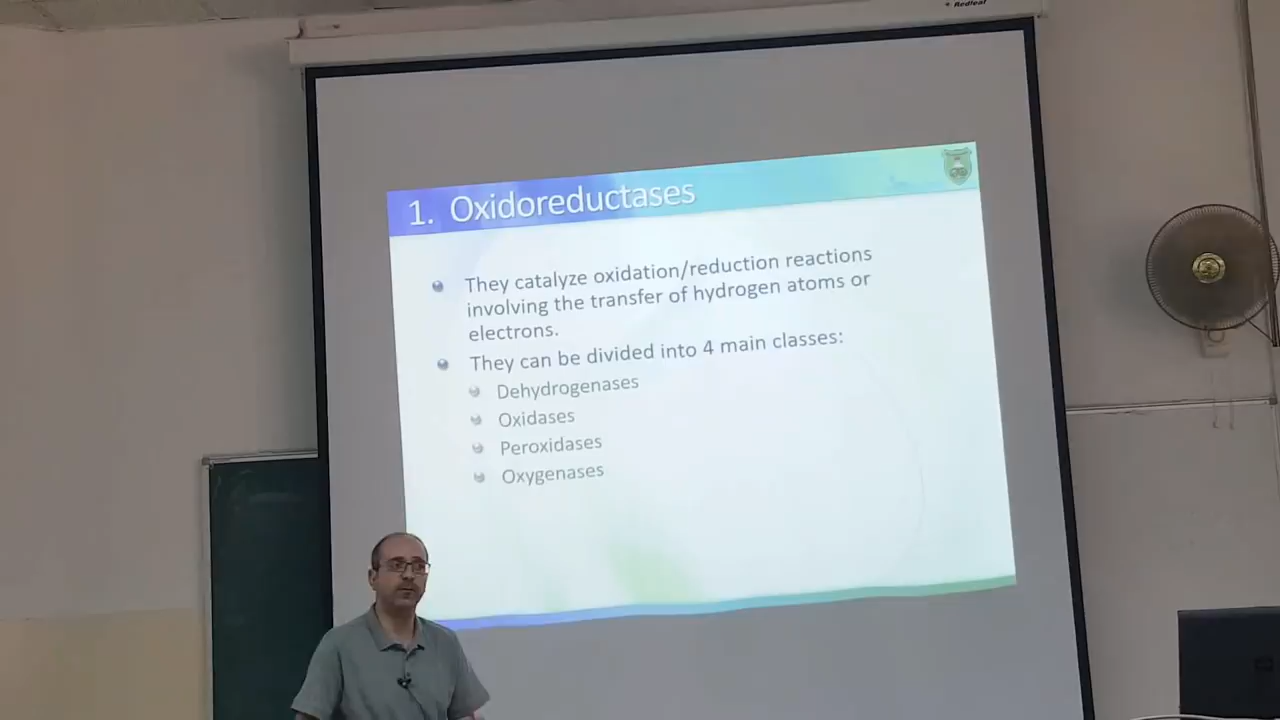 Redleaf
1. Oxidoreductases
They catalyze oxidation/reduction reactions
involving the transfer of hydrogen atoms or
electrons.
They can be divided into 4 main classes:
Dehydrogenases
Oxidases
Peroxidases
Oxygenases